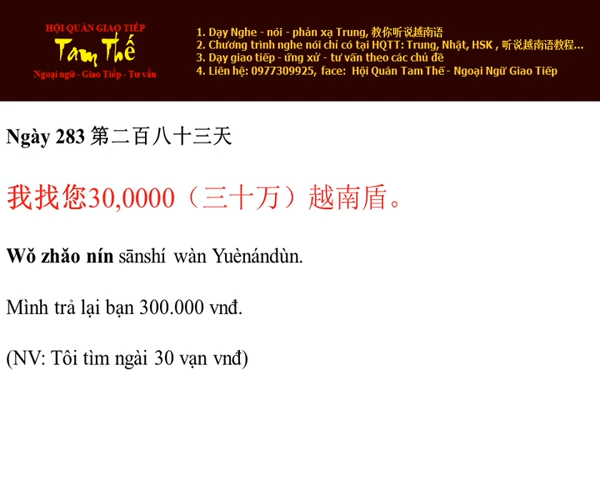 HỘI QUÁN GIAO TIẾP
Tam Thế
Ngoại ngữ - Giao Tiếp - Tư vấn
1. Dạy Nghe - nói - phản xạ Trung, 教你听说越南语
2. Chương trình nghe nói chỉ có tại HQTT: Trung, Nhật, HSK , 听说越南语教程...
3. Dạy giao tiếp - ứng xử - tư vấn theo các chủ đề
4. Liên hệ: 0977309925, face: Hội Quán Tam Thế - Ngoại Ngữ Giao Tiếp
Ngày 283 第二百八十三天
我找您30,0000（三十万）越南盾。
Wǒ zhǎo nín sānshí wàn Yuènándùn.
Mình trả lại bạn 300.000 vnđ.
(NV: Tôi tìm ngài 30 vạn vnđ)